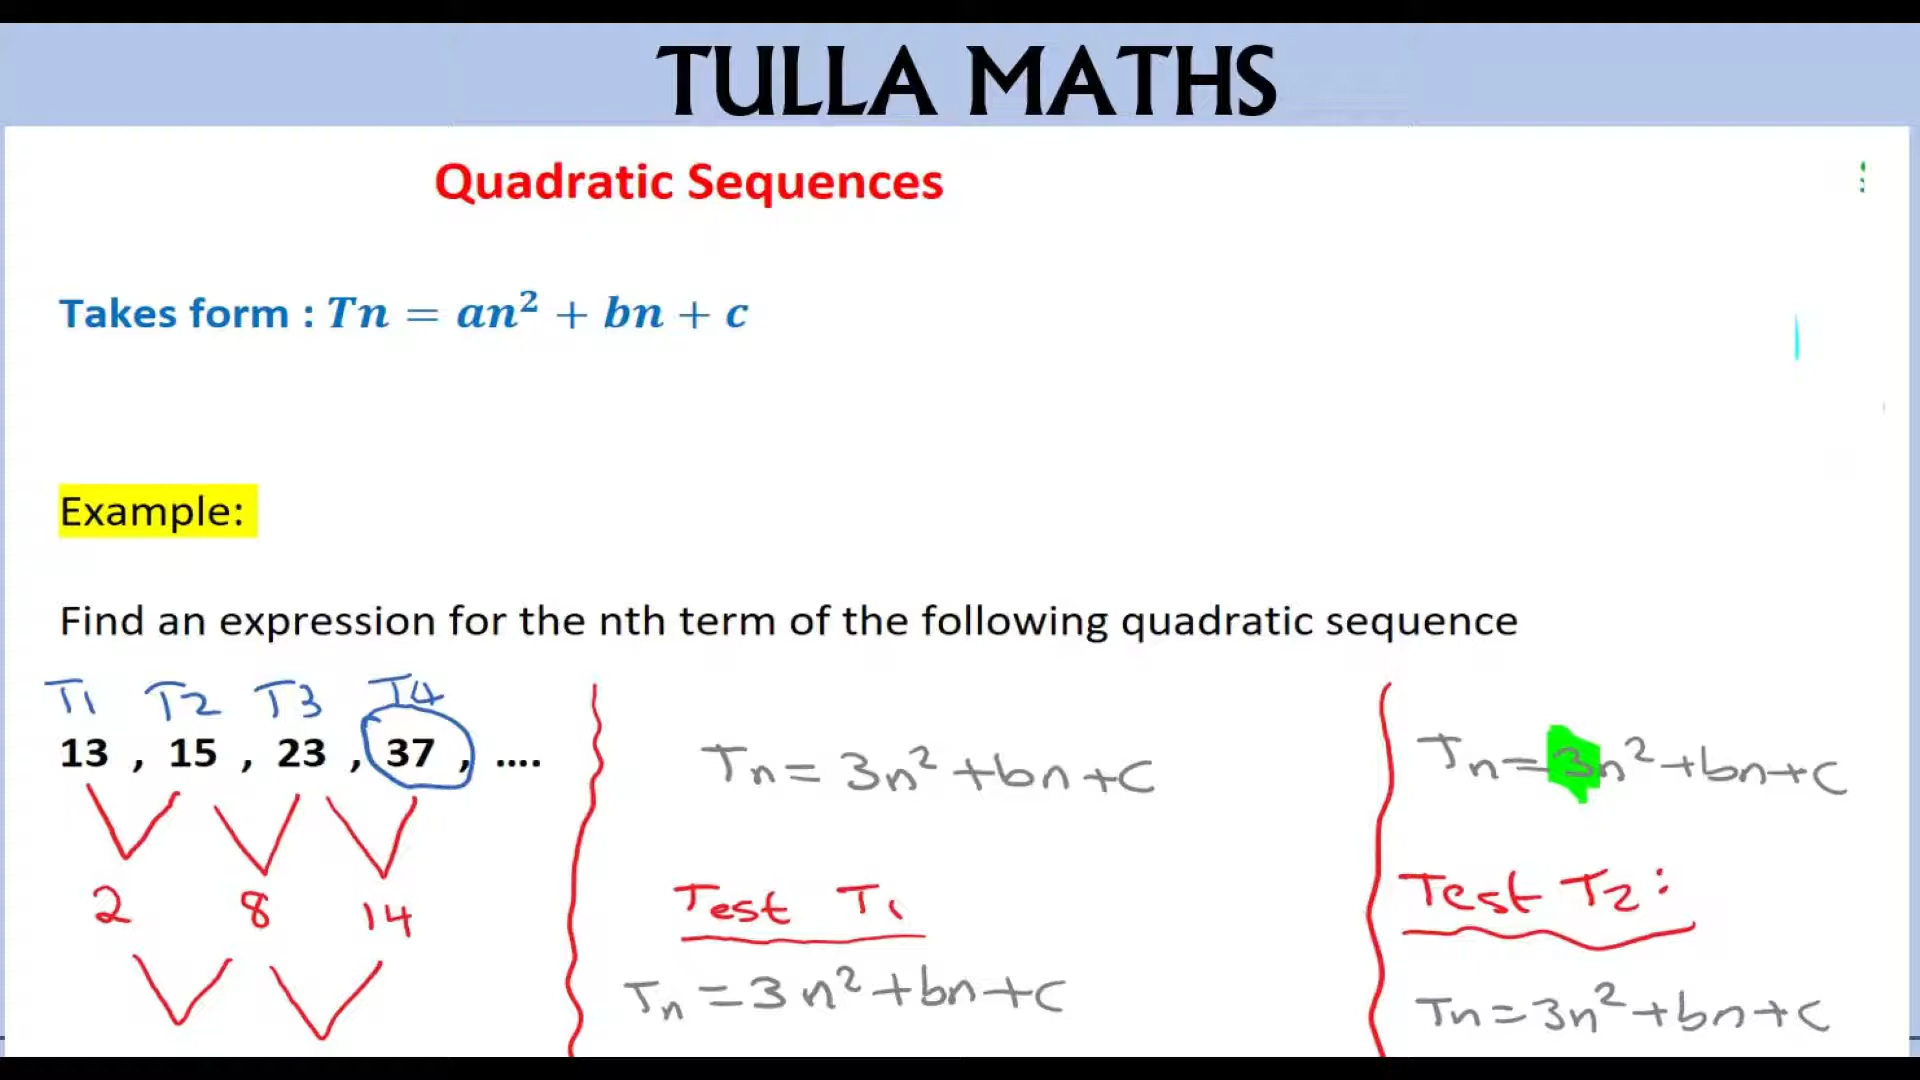 TULLA MATHS
Quadratic Sequences
Takes form : Tn = an² + bn + c
Example:
Find an expression for the nth term of the following quadratic sequence
T1 T2 T3 T4
13 , 15 , 23 , 37 , ....
2 8 14
Tn = 3n² + bn + c
Test T1
Tn = 3n² + bn + c
Tn = 3n² + bn + c
Test T2 :
Tn = 3n² + bn + c